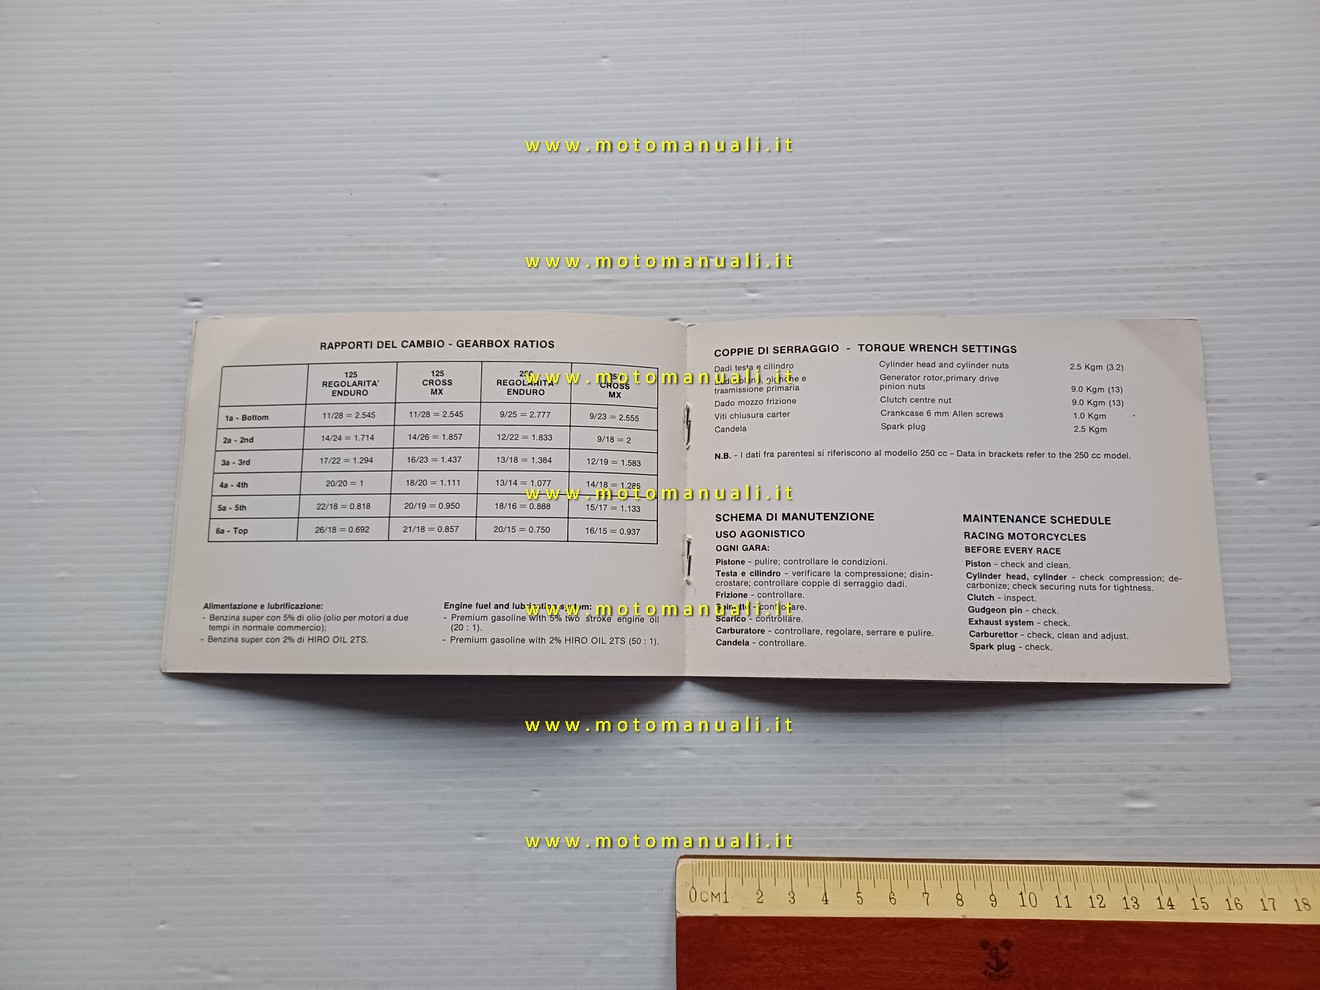 www.motomanuali.it
www.motomanuali.it
RAPPORTI DEL CAMBIO - GEARBOX RATIOS
125 REGOLARITA' ENDURO 125 CROSS MX REGOLARITA' ENDURO CROSS MX
1a - Bottom 11/28 = 2.545 11/28 = 2.545 9/25 = 2.777 9/23 = 2.555
2a - 2nd 14/24 = 1.714 14/26 = 1.857 12/22 = 1.833 9/18 = 2
3a - 3rd 17/22 = 1.294 16/23 = 1.437 13/18 = 1.384 12/19 = 1.583
4a - 4th 20/20 = 1 18/20 = 1.111 13/14 = 1.077 14/18 = 1.285
5a - 5th 22/18 = 0.818 20/19 = 0.950 18/16 = 0.888 15/17 = 1.133
6a - Top 26/18 = 0.692 21/18 = 0.857 20/15 = 0.750 16/15 = 0.937
Alimentazione e lubrificazione:
- Benzina super con 5% di olio (olio per motori a due
tempi in normale commercio);
- Benzina super con 2% di HIRO OIL 2TS.
Engine fuel and lubrication system:
- Premium gasoline with 5% two stroke engine oil
(20 : 1).
- Premium gasoline with 2% HIRO OIL 2TS (50 : 1).
COPPIE DI SERRAGGIO - TORQUE WRENCH SETTINGS
Dadi testa e cilindro Cylinder head and cylinder nuts 2.5 Kgm (3.2)
e Generator rotor,primary drive
trasmissione primaria pinion nuts 9.0 Kgm (13)
Dado mozzo frizione Clutch centre nut 9.0 Kgm (13)
Viti chiusura carter Crankcase 6 mm Allen screws 1.0 Kgm
Candela Spark plug 2.5 Kgm
N.B. - I dati fra parentesi si riferiscono al modello 250 cc - Data in brackets refer to the 250 cc model.
SCHEMA DI MANUTENZIONE
USO AGONISTICO
OGNI GARA:
Pistone - pulire; controllare le condizioni.
Testa e cilindro - verificare la compressione; disin-
crostare; controllare coppie di serraggio dadi.
Frizione - controllare.
- controllare.
Scarico - controllare.
Carburatore - controllare, regolare, serrare e pulire.
Candela - controllare.
MAINTENANCE SCHEDULE
RACING MOTORCYCLES
BEFORE EVERY RACE
Piston - check and clean.
Cylinder head, cylinder - check compression; de-
carbonize; check securing nuts for tightness.
Clutch - inspect.
Gudgeon pin - check.
Exhaust system - check.
Carburettor - check, clean and adjust.
Spark plug - check.
www.motomanuali.it
www.motomanuali.it
www.motomanuali.it
www.motomanuali.it
www.motomanuali.it
0CM1 2 3 4 5 6 7 8 9 10 11 12 13 14 15 16 17 18